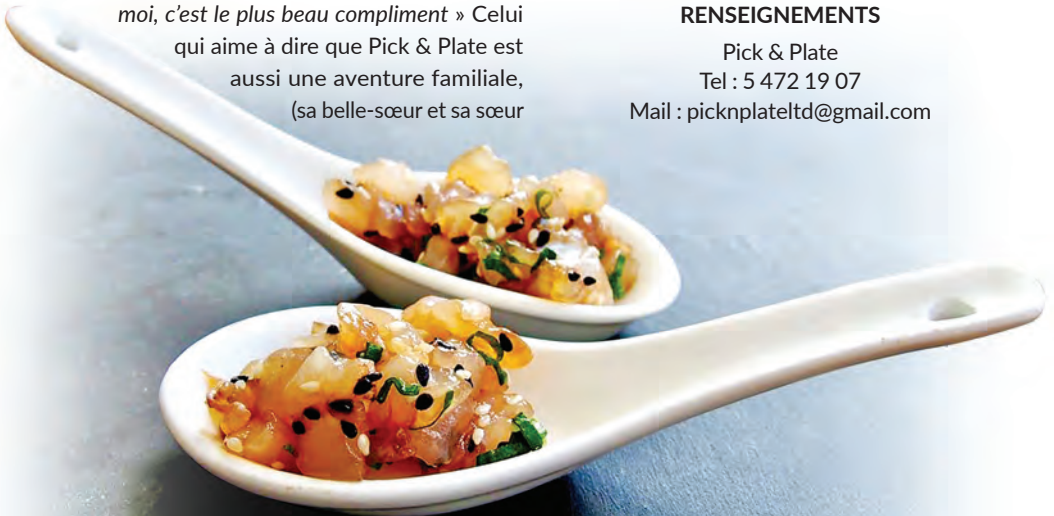 moi, c'est le plus beau compliment » Celui
qui aime à dire que Pick & Plate est
aussi une aventure familiale,
(sa belle-sœur et sa sœur
RENSEIGNEMENTS
Pick & Plate
Tel : 5 472 19 07
Mail : picknplateltd@gmail.com